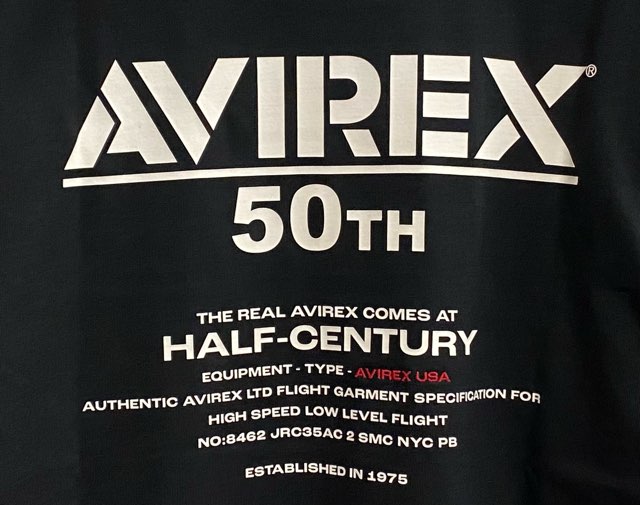 AVIREX®
50TH
THE REAL AVIREX COMES AT
HALF-CENTURY
EQUIPMENT - TYPE - AVIREX USA
AUTHENTIC AVIREX LTD FLIGHT GARMENT SPECIFICATION FOR
HIGH SPEED LOW LEVEL FLIGHT
NO:8462 JRC35AC 2 SMC NYC PB
ESTABLISHED IN 1975